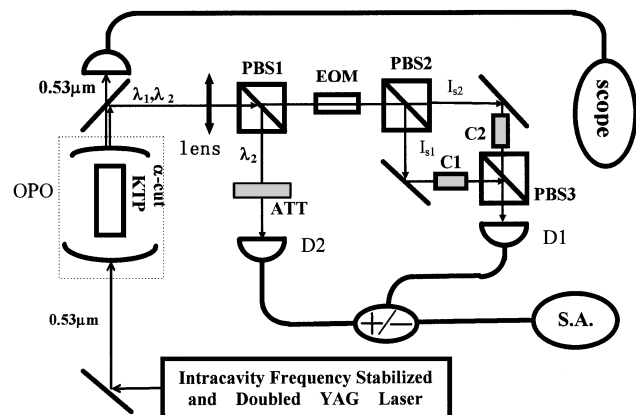 0.53μm
λ1,λ2
lens
PBS1
EOM
PBS2
Is2
scope
λ2
Is1
C2
C1
PBS3
OPO
α-cut
KTP
ATT
D2
D1
+/−
S.A.
0.53μm
Intracavity Frequency Stabilized
and Doubled YAG Laser